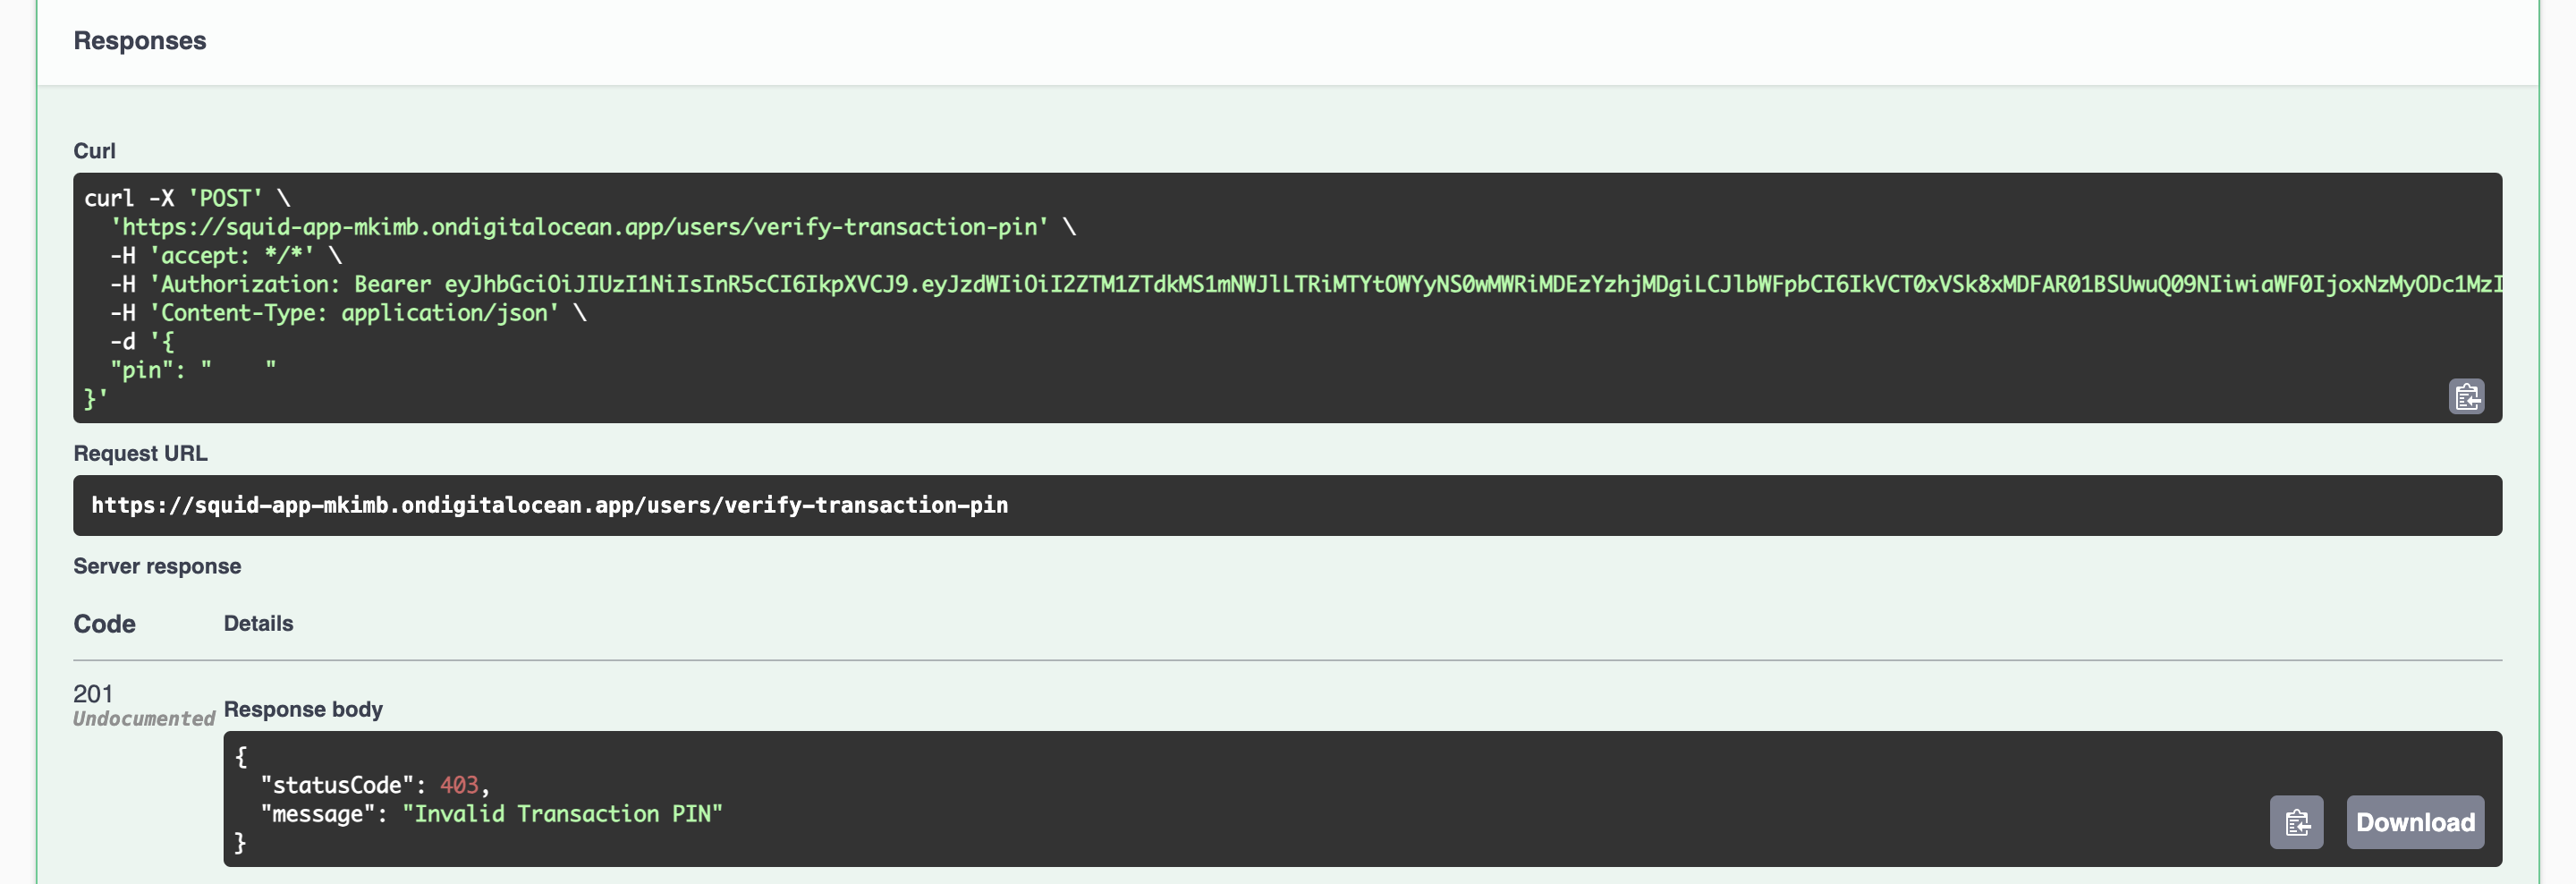 Responses
Curl
curl -X 'POST' \
  'https://squid-app-mkimb.ondigitalocean.app/users/verify-transaction-pin' \
  -H 'accept: */*' \
  -H 'Authorization: Bearer eyJhbGciOiJIUzI1NiIsInR5cCI6IkpXVCJ9.eyJzdWIiOiI2ZTM1ZTdkMS1mNWJlLTRiMTYtOWYyNS0wMWRiMDEzYzhjMDgiLCJlbWFpbCI6IkVCT0xVSk8xMDFAR01BSUwuQ09NIiwiaWF0IjoxNzMyODc1MzI
  -H 'Content-Type: application/json' \
  -d '{
  "pin": "    "
}'
Request URL
https://squid-app-mkimb.ondigitalocean.app/users/verify-transaction-pin
Server response
Code Details
201
Undocumented
Response body
{
  "statusCode": 403,
  "message": "Invalid Transaction PIN"
}
Download